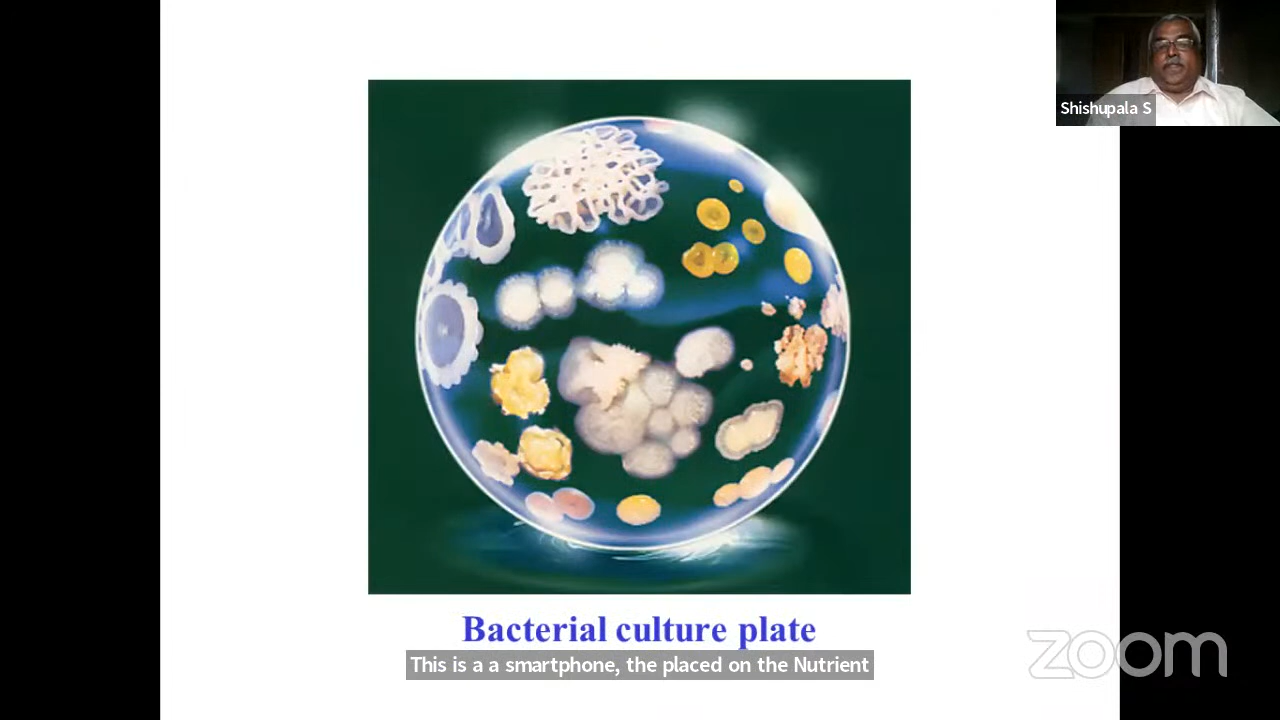 Shishupala S
Bacterial culture plate
This is a a smartphone, the placed on the Nutrient
zoom